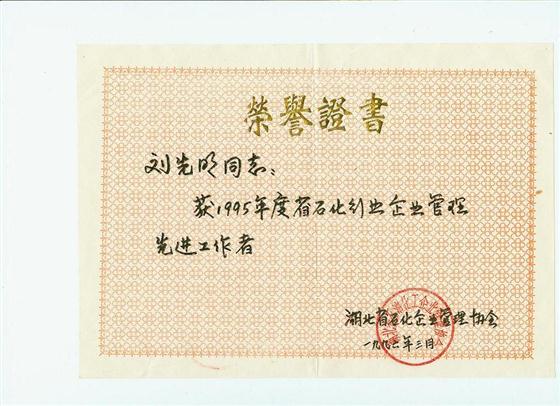 榮譽證書
刘先明同志：
获1995年度省石化行业企业管理
先进工作者
湖北省石化企业管理协会
一九九六年三月